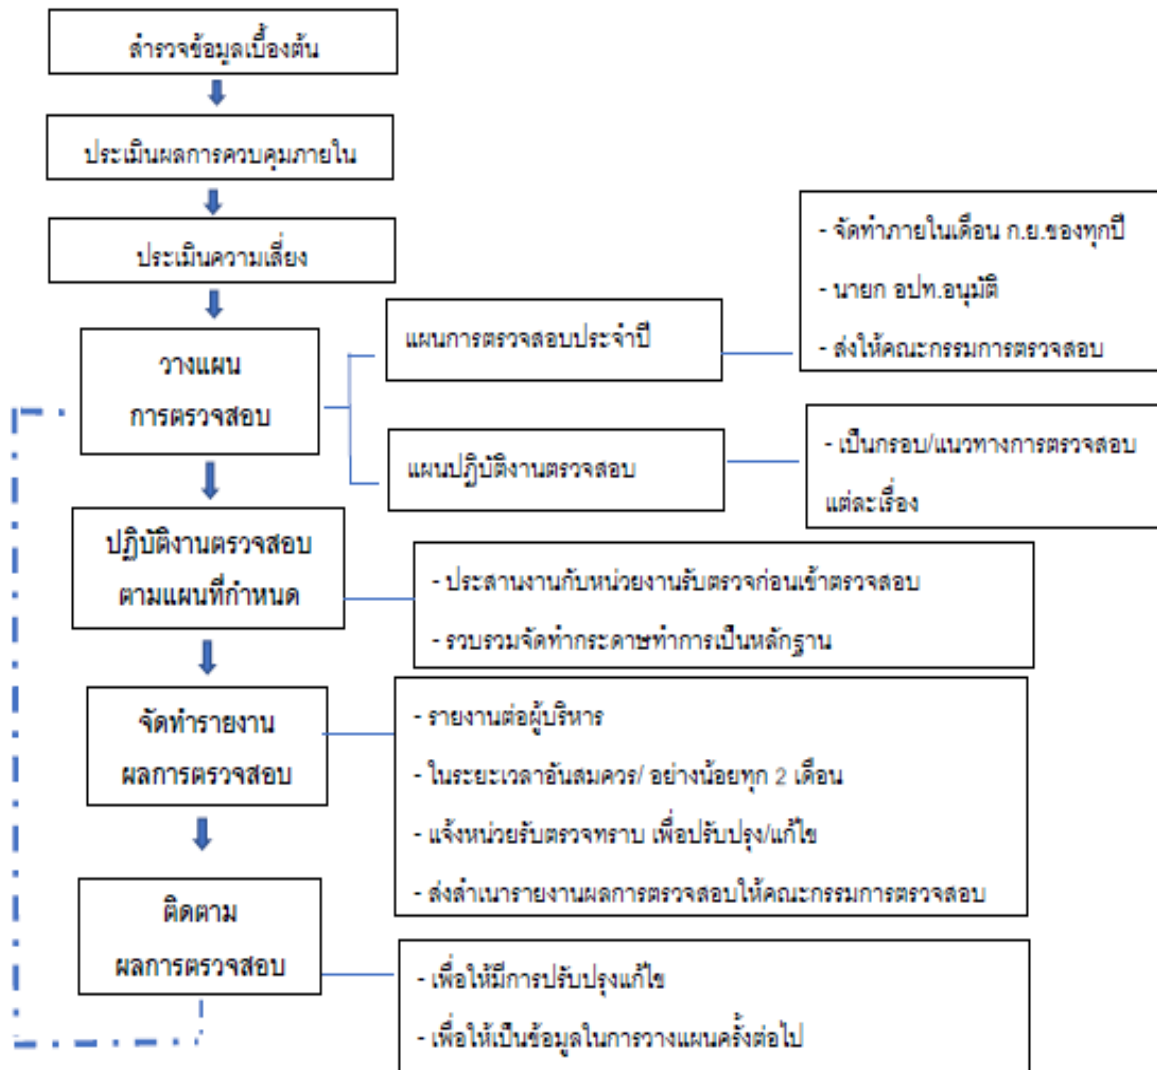 สำรวจข้อมูลเบื้องต้น
ประเมินผลการควบคุมภายใน
ประเมินความเสี่ยง
วางแผน
การตรวจสอบ
แผนการตรวจสอบประจำปี
- จัดทำภายในเดือน ก.ย.ของทุกปี
- นายก อปท.อนุมัติ
- ส่งให้คณะกรรมการตรวจสอบ
แผนปฏิบัติงานตรวจสอบ
- เป็นกรอบ/แนวทางการตรวจสอบ
แต่ละเรื่อง
ปฏิบัติงานตรวจสอบ
ตามแผนที่กำหนด
- ประสานงานกับหน่วยงานรับตรวจก่อนเข้าตรวจสอบ
- รวบรวมจัดทำกระดาษทำการเป็นหลักฐาน
จัดทำรายงาน
ผลการตรวจสอบ
- รายงานต่อผู้บริหาร
- ในระยะเวลาอันสมควร/ อย่างน้อยทุก 2 เดือน
- แจ้งหน่วยรับตรวจทราบ เพื่อปรับปรุง/แก้ไข
- ส่งสำเนารายงานผลการตรวจสอบให้คณะกรรมการตรวจสอบ
ติดตาม
ผลการตรวจสอบ
- เพื่อให้มีการปรับปรุงแก้ไข
- เพื่อให้เป็นข้อมูลในการวางแผนครั้งต่อไป